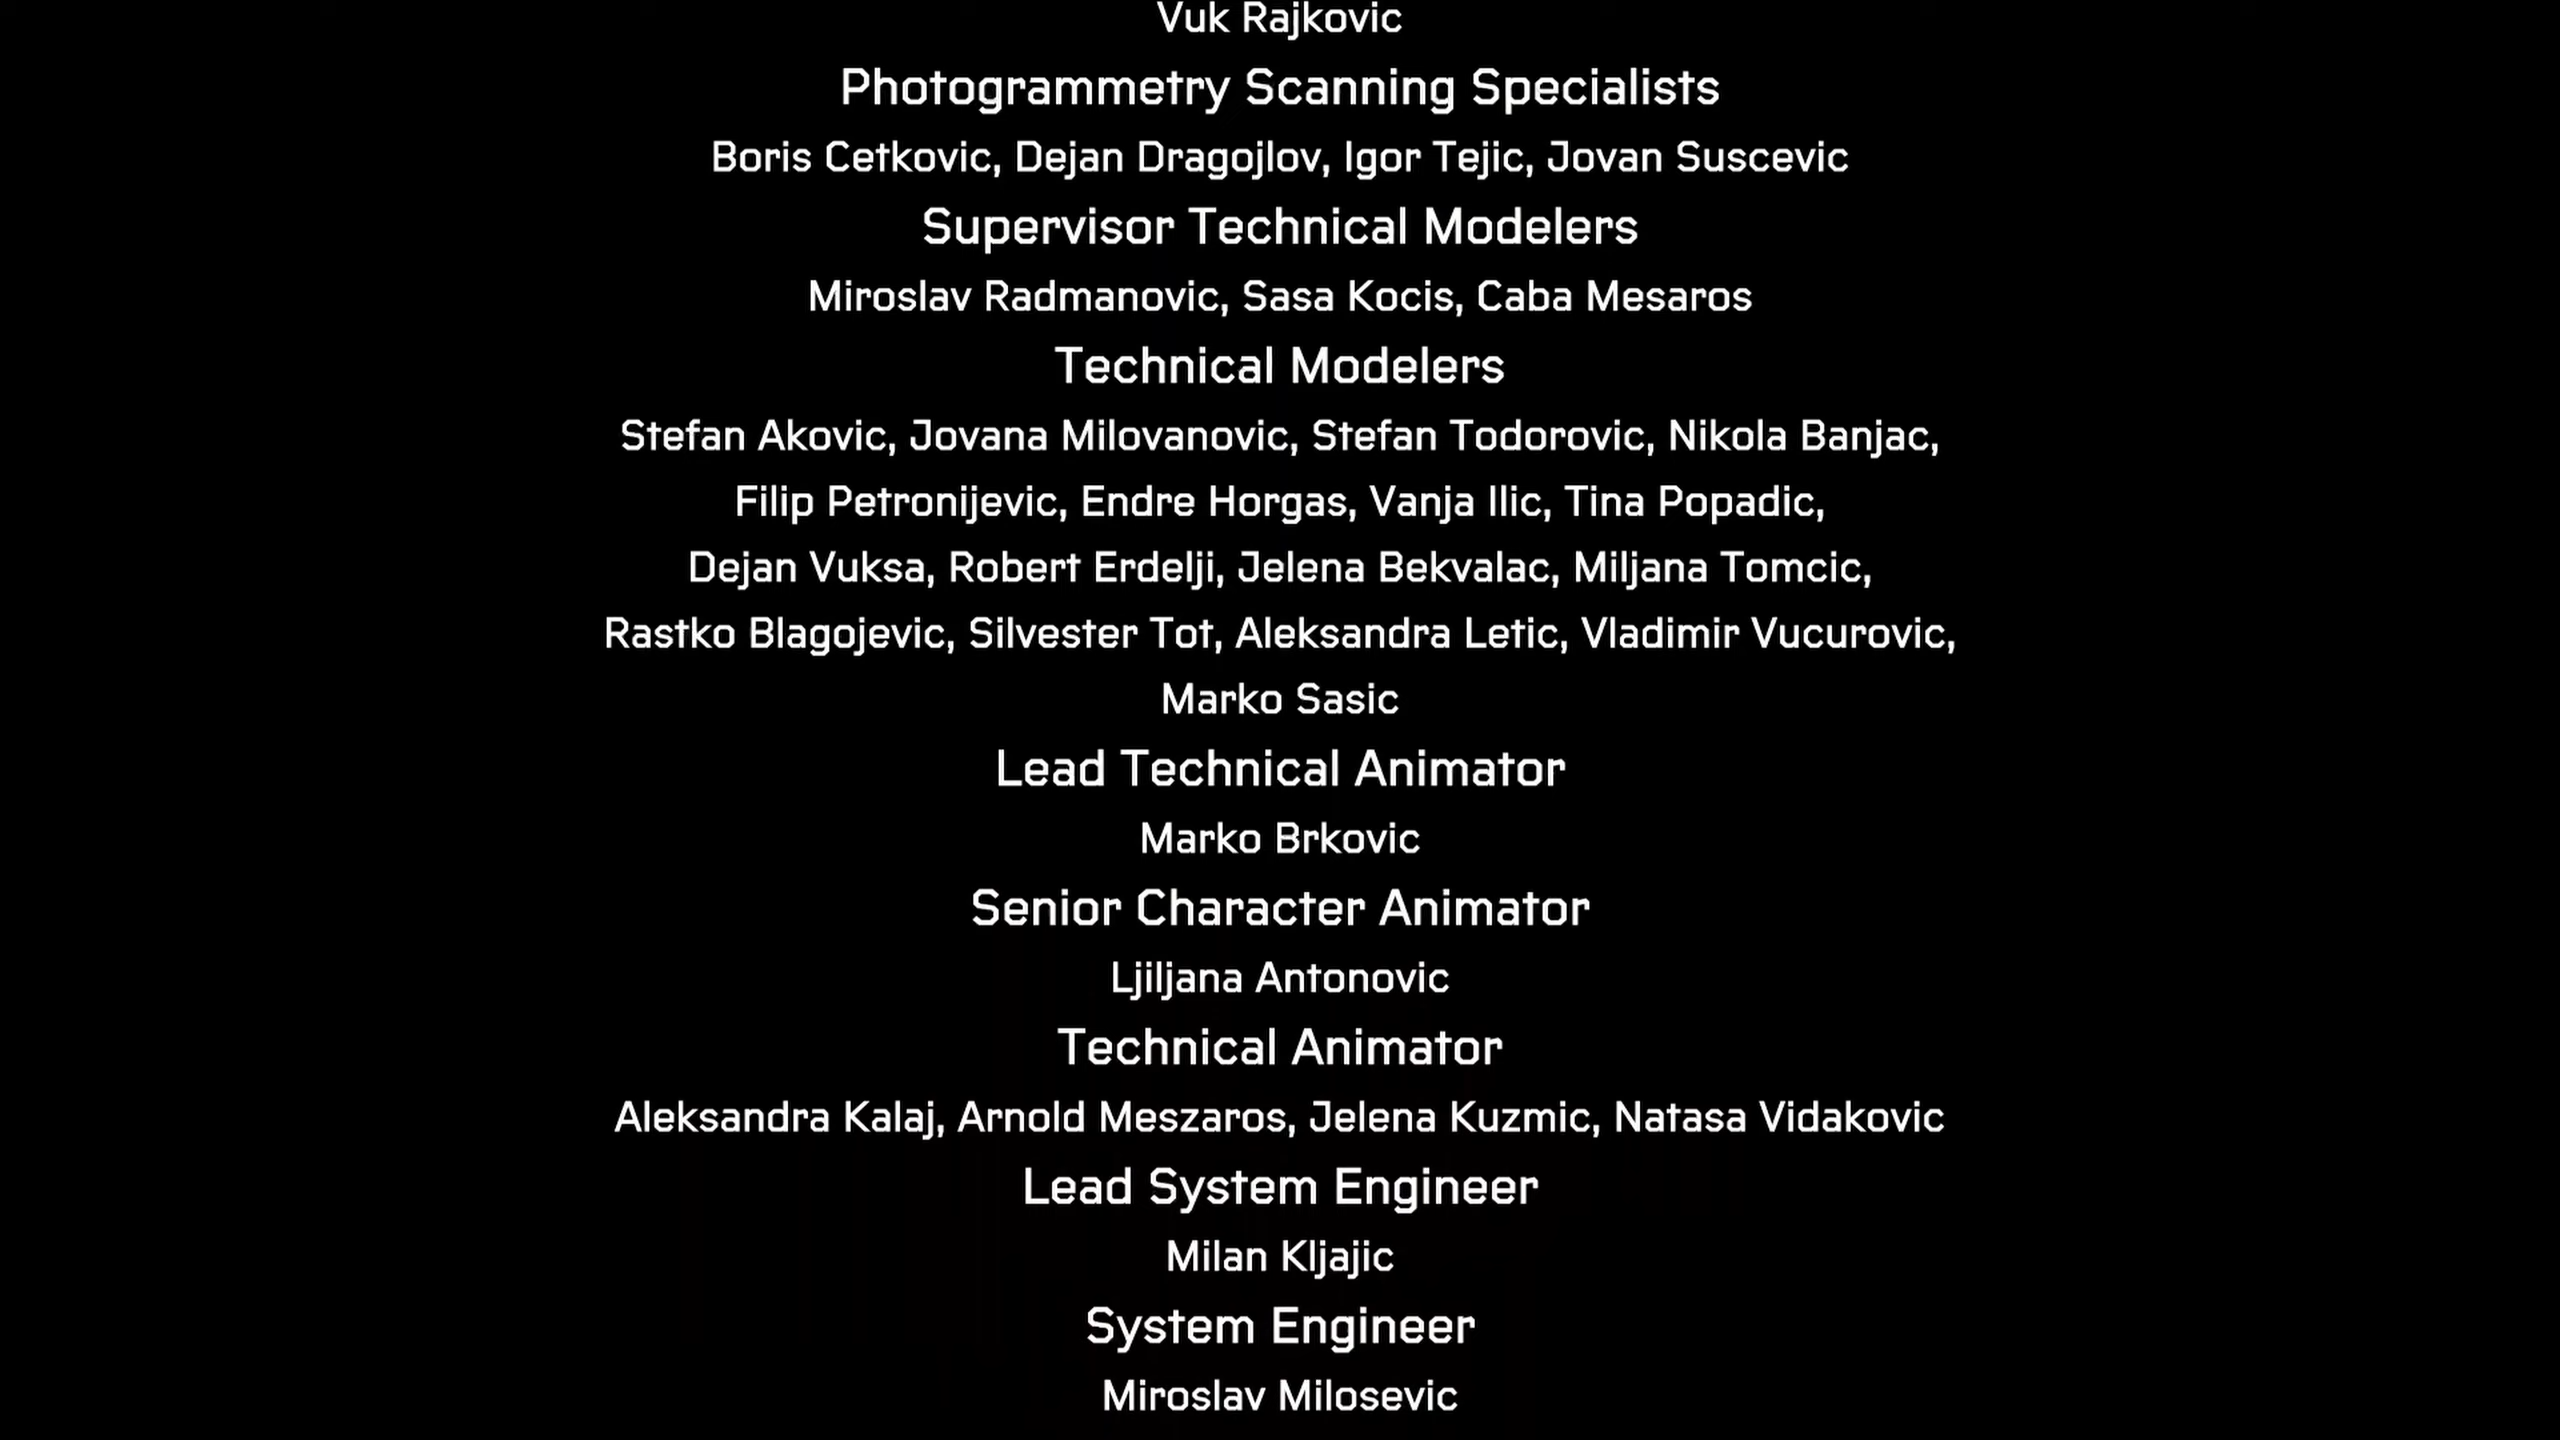 Vuk Rajkovic
Photogrammetry Scanning Specialists
Boris Cetkovic, Dejan Dragojlov, Igor Tejic, Jovan Suscevic
Supervisor Technical Modelers
Miroslav Radmanovic, Sasa Kocis, Caba Mesaros
Technical Modelers
Stefan Akovic, Jovana Milovanovic, Stefan Todorovic, Nikola Banjac,
Filip Petronijevic, Endre Horgas, Vanja Ilic, Tina Popadic,
Dejan Vuksa, Robert Erdelji, Jelena Bekvalac, Miljana Tomcic,
Rastko Blagojevic, Silvester Tot, Aleksandra Letic, Vladimir Vucurovic,
Marko Sasic
Lead Technical Animator
Marko Brkovic
Senior Character Animator
Ljiljana Antonovic
Technical Animator
Aleksandra Kalaj, Arnold Meszaros, Jelena Kuzmic, Natasa Vidakovic
Lead System Engineer
Milan Kljajic
System Engineer
Miroslav Milosevic